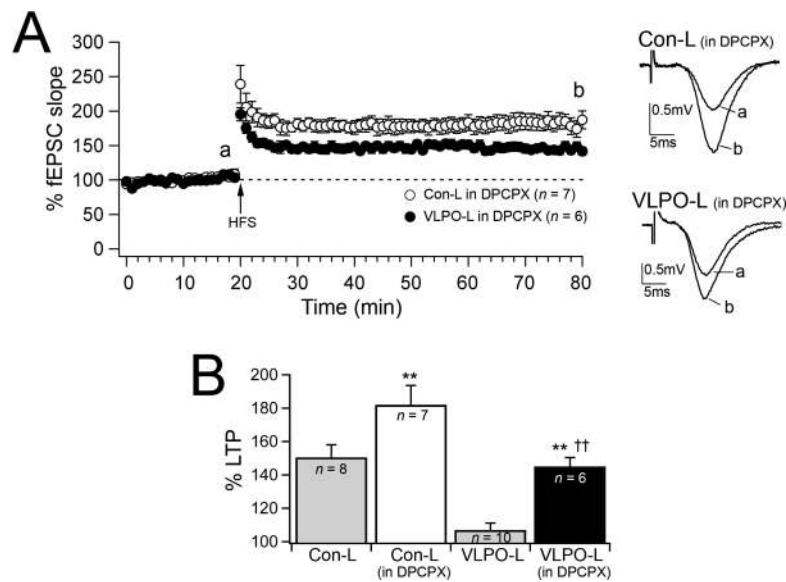 A
% fEPSC slope
300
250
200
150
100
50
0
a
b
HFS
Con-L in DPCPX (n = 7)
VLPO-L in DPCPX (n = 6)
0 10 20 30 40 50 60 70 80
Time (min)
Con-L (in DPCPX)
0.5mV
5ms
a
b
VLPO-L (in DPCPX)
0.5mV
5ms
a
b
B
% LTP
200
180
160
140
120
100
n = 8
**
n = 7
n = 10
** ††
n = 6
Con-L Con-L VLPO-L VLPO-L
(in DPCPX) (in DPCPX)